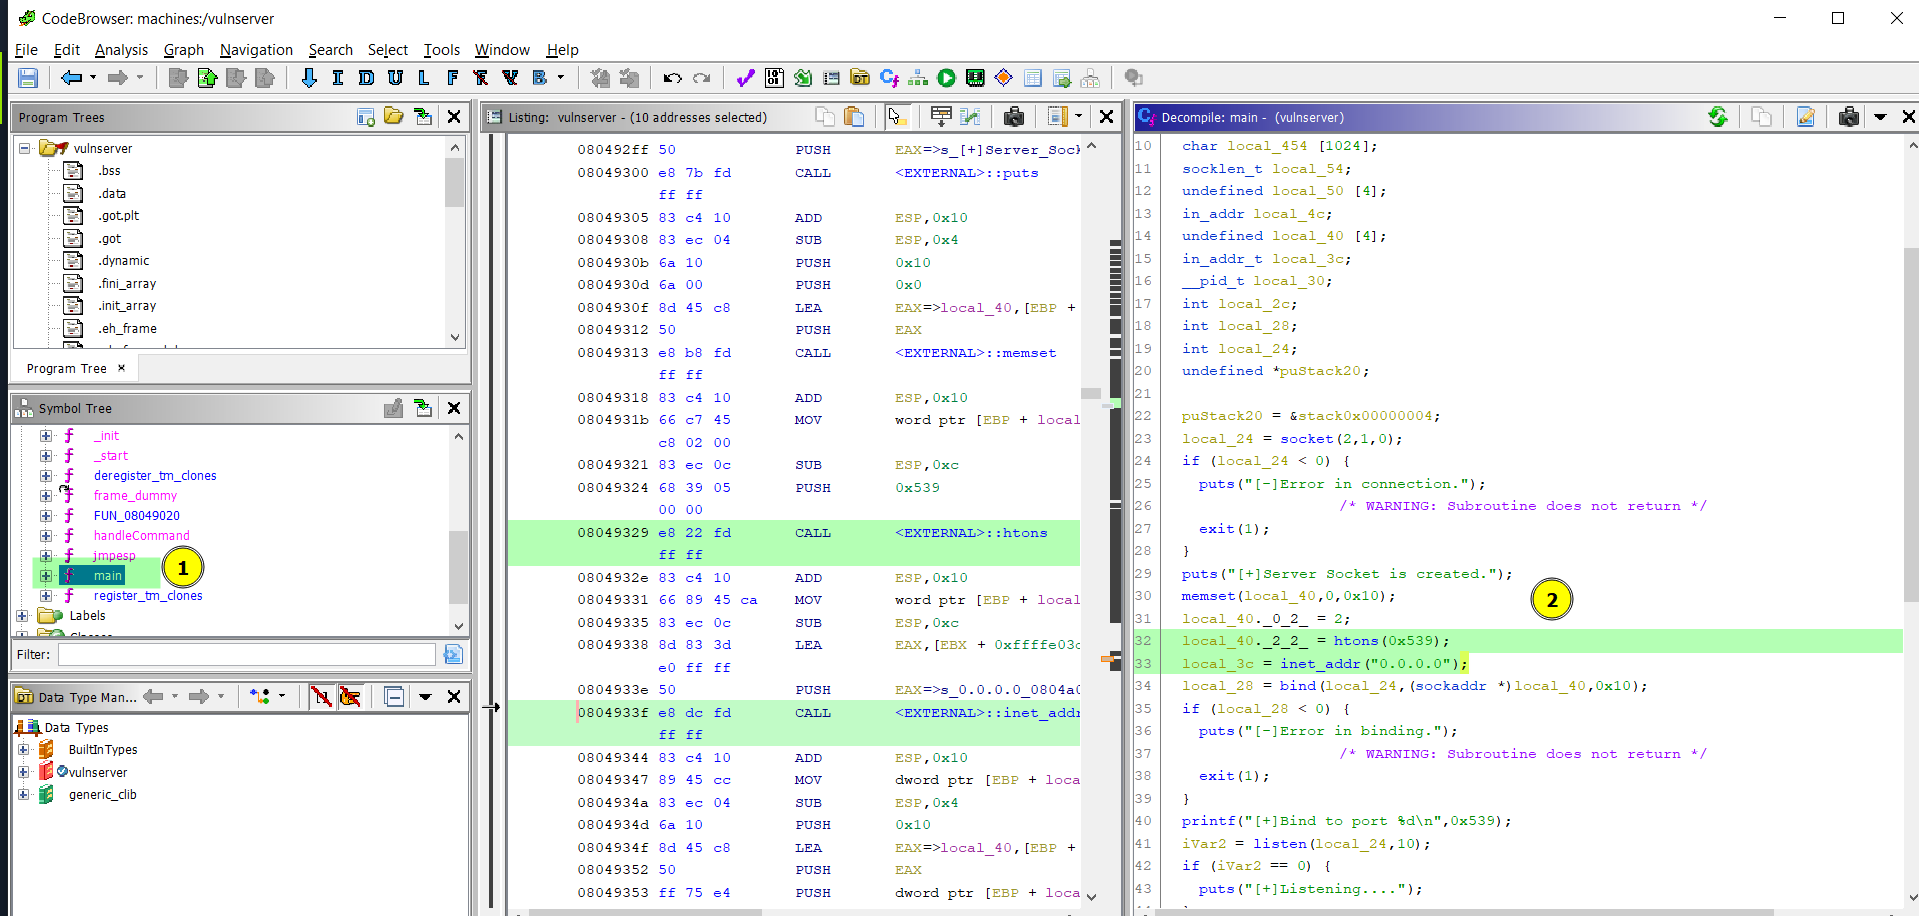 CodeBrowser: machines:/vulnserver
File Edit Analysis Graph Navigation Search Select Tools Window Help
I D U L F V B
Program Trees
vulnserver
.bss
.data
.got.plt
.got
.dynamic
.fini_array
.init_array
.eh_frame
Program Tree ×
Symbol Tree
_init
_start
deregister_tm_clones
frame_dummy
FUN_08049020
handleCommand
jmpesp
main
1
register_tm_clones
Labels
Classes
Filter:
Data Type Man...
Data Types
BuiltInTypes
vulnserver
generic_clib
Listing: vulnserver - (10 addresses selected)
080492ff 50 PUSH EAX=>s_[+]Server_Sock
08049300 e8 7b fd CALL <EXTERNAL>::puts
ff ff
08049305 83 c4 10 ADD ESP,0x10
08049308 83 ec 04 SUB ESP,0x4
0804930b 6a 10 PUSH 0x10
0804930d 6a 00 PUSH 0x0
0804930f 8d 45 c8 LEA EAX=>local_40,[EBP +
08049312 50 PUSH EAX
08049313 e8 b8 fd CALL <EXTERNAL>::memset
ff ff
08049318 83 c4 10 ADD ESP,0x10
0804931b 66 c7 45 MOV word ptr [EBP + local
c8 02 00
08049321 83 ec 0c SUB ESP,0xc
08049324 68 39 05 PUSH 0x539
00 00
08049329 e8 22 fd CALL <EXTERNAL>::htons
ff ff
0804932e 83 c4 10 ADD ESP,0x10
08049331 66 89 45 ca MOV word ptr [EBP + local
08049335 83 ec 0c SUB ESP,0xc
08049338 8d 83 3d LEA EAX,[EBX + 0xffffe03d
e0 ff ff
0804933e 50 PUSH EAX=>s_0.0.0.0_0804a0
0804933f e8 dc fd CALL <EXTERNAL>::inet_addr
ff ff
08049344 83 c4 10 ADD ESP,0x10
08049347 89 45 cc MOV dword ptr [EBP + loca
0804934a 83 ec 04 SUB ESP,0x4
0804934d 6a 10 PUSH 0x10
0804934f 8d 45 c8 LEA EAX=>local_40,[EBP +
08049352 50 PUSH EAX
08049353 ff 75 e4 PUSH dword ptr [EBP + loca
Decompile: main - (vulnserver)
10 char local_454 [1024];
11 socklen_t local_54;
12 undefined local_50 [4];
13 in_addr local_4c;
14 undefined local_40 [4];
15 in_addr_t local_3c;
16 __pid_t local_30;
17 int local_2c;
18 int local_28;
19 int local_24;
20 undefined *puStack20;
21
22 puStack20 = &stack0x00000004;
23 local_24 = socket(2,1,0);
24 if (local_24 < 0) {
25 puts("[-]Error in connection.");
26 /* WARNING: Subroutine does not return */
27 exit(1);
28 }
29 puts("[+]Server Socket is created.");
30 memset(local_40,0,0x10);
2
31 local_40._0_2_ = 2;
32 local_40._2_2_ = htons(0x539);
33 local_3c = inet_addr("0.0.0.0");
34 local_28 = bind(local_24,(sockaddr *)local_40,0x10);
35 if (local_28 < 0) {
36 puts("[-]Error in binding.");
37 /* WARNING: Subroutine does not return */
38 exit(1);
39 }
40 printf("[+]Bind to port %d\n",0x539);
41 iVar2 = listen(local_24,10);
42 if (iVar2 == 0) {
43 puts("[+]Listening....");